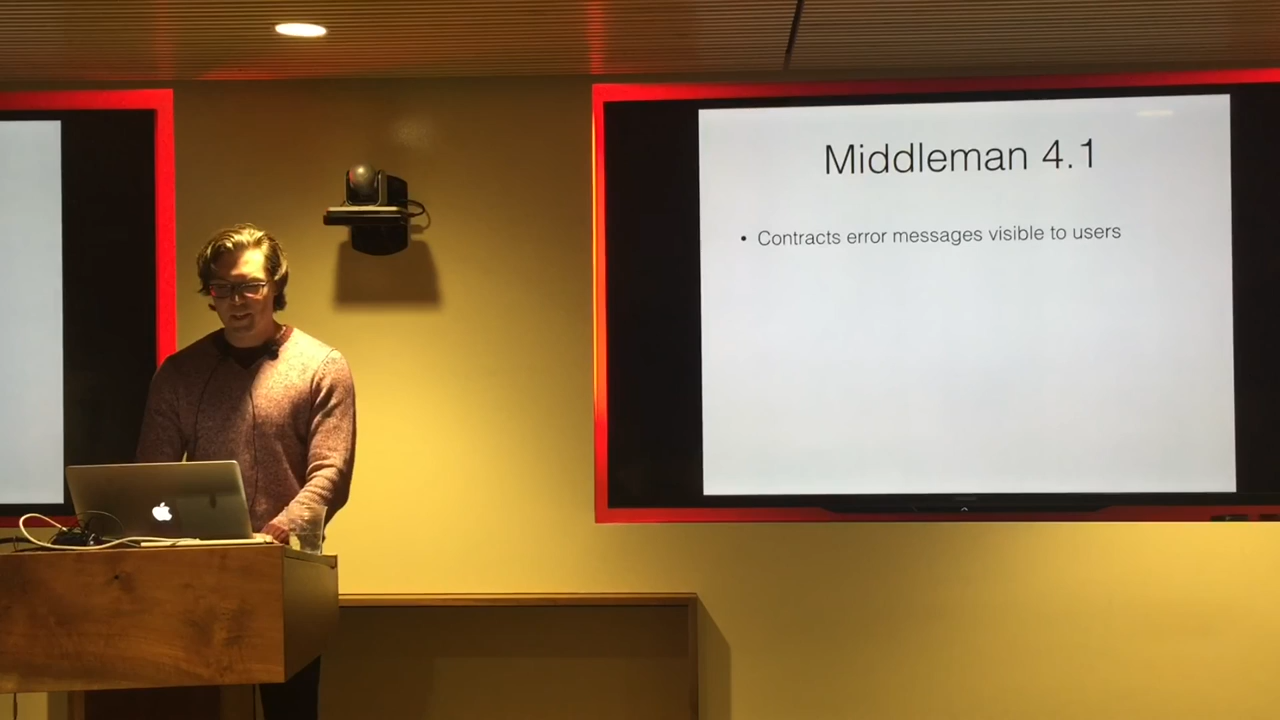 Middleman 4.1
• Contracts error messages visible to users